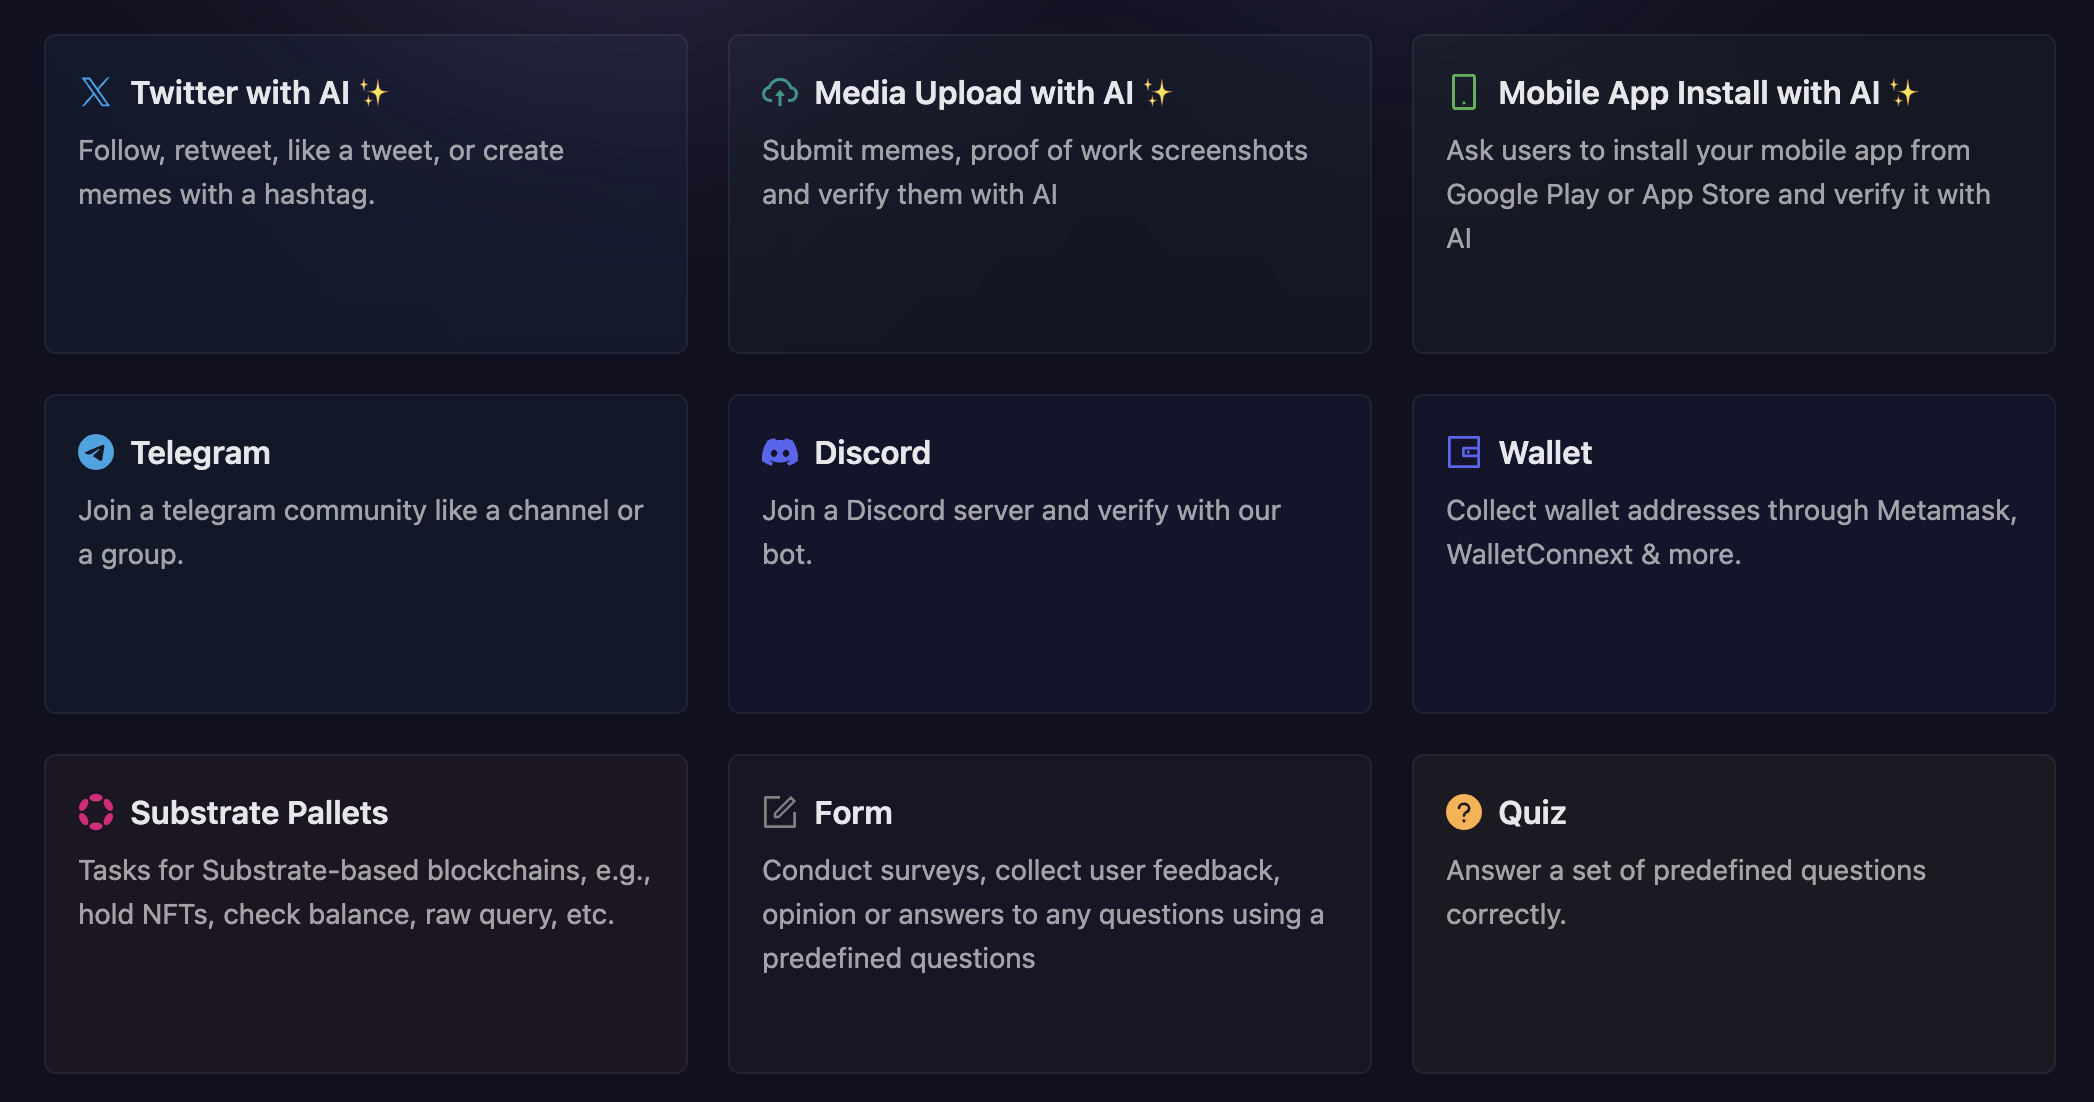 Twitter with AI ✨
Follow, retweet, like a tweet, or create
memes with a hashtag.
Media Upload with AI ✨
Submit memes, proof of work screenshots
and verify them with AI
Mobile App Install with AI ✨
Ask users to install your mobile app from
Google Play or App Store and verify it with
AI
Telegram
Join a telegram community like a channel or
a group.
Discord
Join a Discord server and verify with our
bot.
Wallet
Collect wallet addresses through Metamask,
WalletConnext & more.
Substrate Pallets
Tasks for Substrate-based blockchains, e.g.,
hold NFTs, check balance, raw query, etc.
Form
Conduct surveys, collect user feedback,
opinion or answers to any questions using a
predefined questions
Quiz
Answer a set of predefined questions
correctly.